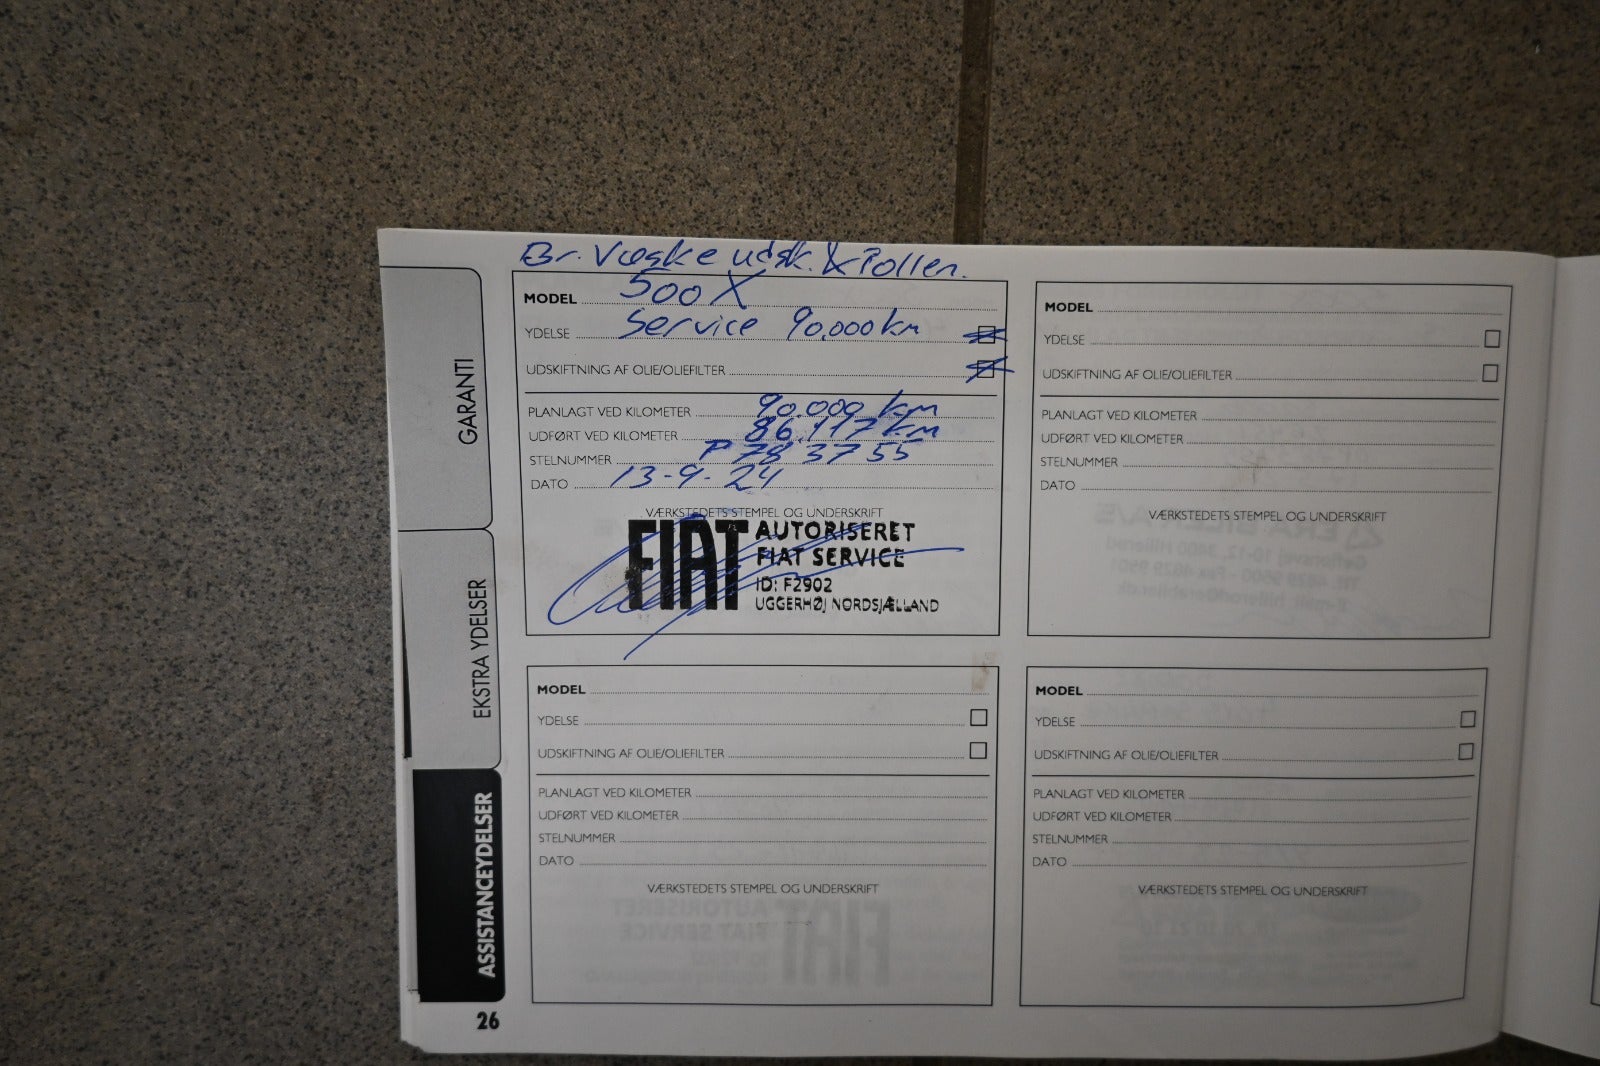 Br. Væske udsk. & Pollen.
MODEL 500X
YDELSE Service 90.000 km
UDSKIFTNING AF OLIE/OLIEFILTER
PLANLAGT VED KILOMETER 90.000 km
UDFØRT VED KILOMETER 86.117 km
STELNUMMER P 78 37 55
DATO 13-9-24
VÆRKSTEDETS STEMPEL OG UNDERSKRIFT
FIAT AUTORISERET
FIAT SERVICE
ID: F2902
UGGERHØJ NORDSJÆLLAND
MODEL
YDELSE
UDSKIFTNING AF OLIE/OLIEFILTER
PLANLAGT VED KILOMETER
UDFØRT VED KILOMETER
STELNUMMER
DATO
VÆRKSTEDETS STEMPEL OG UNDERSKRIFT
MODEL
YDELSE
UDSKIFTNING AF OLIE/OLIEFILTER
PLANLAGT VED KILOMETER
UDFØRT VED KILOMETER
STELNUMMER
DATO
VÆRKSTEDETS STEMPEL OG UNDERSKRIFT
MODEL
YDELSE
UDSKIFTNING AF OLIE/OLIEFILTER
PLANLAGT VED KILOMETER
UDFØRT VED KILOMETER
STELNUMMER
DATO
VÆRKSTEDETS STEMPEL OG UNDERSKRIFT
GARANTI
EKSTRA YDELSER
ASSISTANCEYDELSER
26